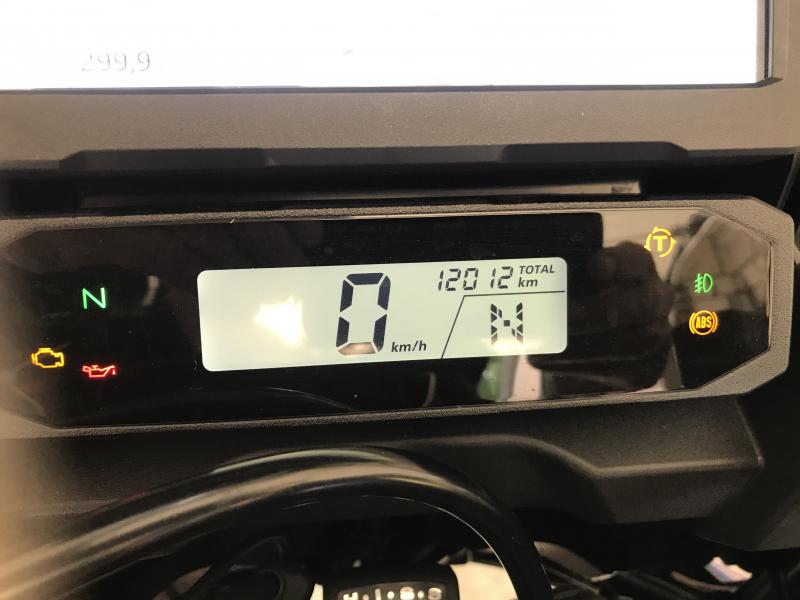 299,9
12012 TOTAL
km
0 km/h
N
N
T
ABS
H.I.S.S